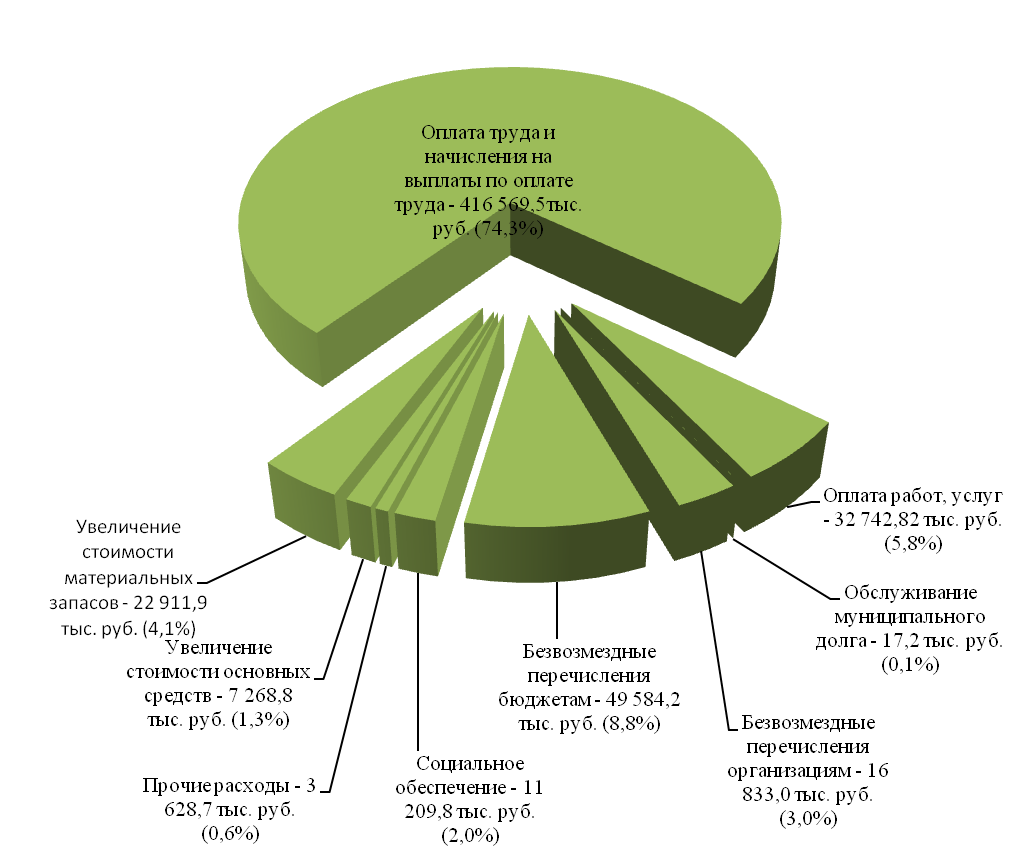 Оплата труда и
начисления на
выплаты по оплате
труда - 416 569,5тыс.
руб. (74,3%)
Оплата работ, услуг
- 32 742,82 тыс. руб.
(5,8%)
Обслуживание
муниципального
долга - 17,2 тыс. руб.
(0,1%)
Безвозмездные
перечисления
организациям - 16
833,0 тыс. руб.
(3,0%)
Безвозмездные
перечисления
бюджетам - 49 584,2
тыс. руб. (8,8%)
Социальное
обеспечение - 11
209,8 тыс. руб.
(2,0%)
Прочие расходы - 3
628,7 тыс. руб.
(0,6%)
Увеличение
стоимости основных
средств - 7 268,8
тыс. руб. (1,3%)
Увеличение
стоимости
материальных
запасов - 22 911,9
тыс. руб. (4,1%)